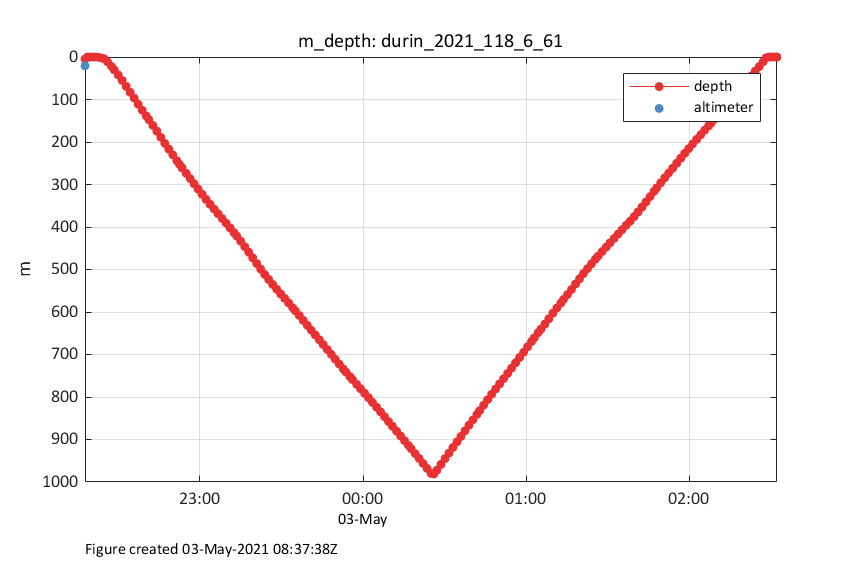 m_depth: durin_2021_118_6_61
0
100
200
300
400
500
600
700
800
900
1000
m
depth
altimeter
23:00
00:00
01:00
02:00
03-May
Figure created 03-May-2021 08:37:38Z